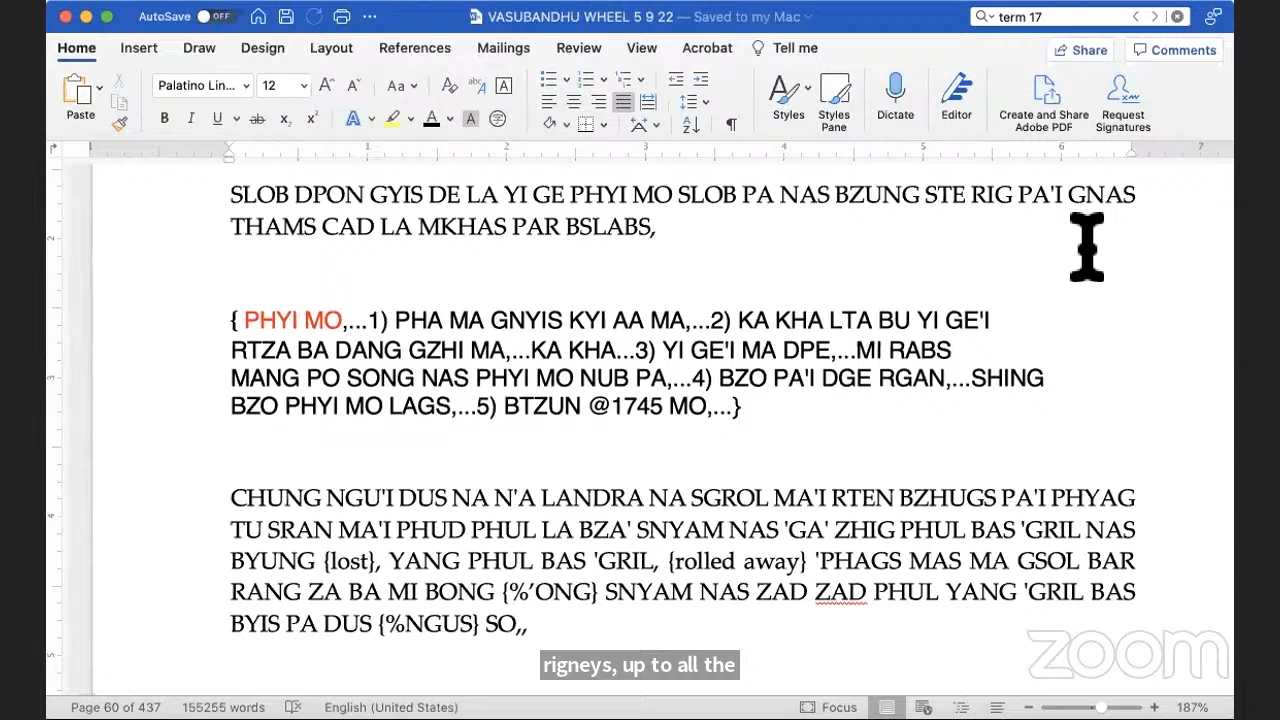 AutoSave OFF VASUBANDHU WHEEL 5 9 22 — Saved to my Mac term 17
Home Insert Draw Design Layout References Mailings Review View Acrobat Tell me Share Comments
Paste Palatino Lin... 12 Styles Styles Pane Dictate Editor Create and Share Adobe PDF Request Signatures
1 1 2 3 4 5 6 7
SLOB DPON GYIS DE LA YI GE PHYI MO SLOB PA NAS BZUNG STE RIG PA'I GNAS
THAMS CAD LA MKHAS PAR BSLABS,
{ PHYI MO,...1) PHA MA GNYIS KYI AA MA,...2) KA KHA LTA BU YI GE'I
RTZA BA DANG GZHI MA,...KA KHA...3) YI GE'I MA DPE,...MI RABS
MANG PO SONG NAS PHYI MO NUB PA,...4) BZO PA'I DGE RGAN,...SHING
BZO PHYI MO LAGS,...5) BTZUN @1745 MO,...}
CHUNG NGU'I DUS NA N'A LANDRA NA SGROL MA'I RTEN BZHUGS PA'I PHYAG
TU SRAN MA'I PHUD PHUL LA BZA' SNYAM NAS 'GA' ZHIG PHUL BAS 'GRIL NAS
BYUNG {lost}, YANG PHUL BAS 'GRIL, {rolled away} 'PHAGS MAS MA GSOL BAR
RANG ZA BA MI BONG {%’ONG} SNYAM NAS ZAD ZAD PHUL YANG 'GRIL BAS
BYIS PA DUS {%NGUS} SO,,
rigneys, up to all the
zoom
Page 60 of 437 155255 words English (United States) Focus 187%